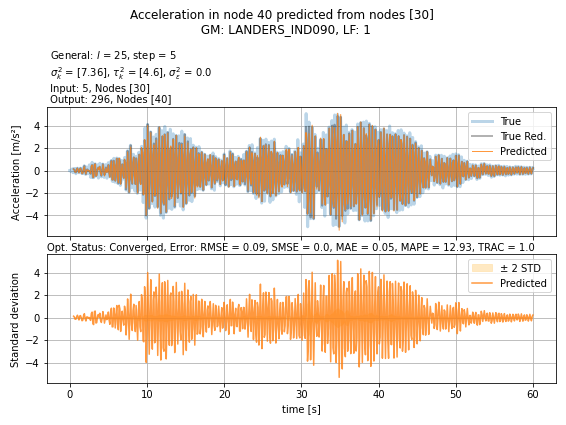 Acceleration in node 40 predicted from nodes [30]
GM: LANDERS_IND090, LF: 1
General: l = 25, step = 5
σ²ₖ = [7.36], τ²ₖ = [4.6], σ²ε = 0.0
Input: 5, Nodes [30]
Output: 296, Nodes [40]
Acceleration [m/s²]
4
2
0
−2
−4
True
True Red.
Predicted
Opt. Status: Converged, Error: RMSE = 0.09, SMSE = 0.0, MAE = 0.05, MAPE = 12.93, TRAC = 1.0
Standard deviation
4
2
0
−2
−4
± 2 STD
Predicted
0 10 20 30 40 50 60
time [s]